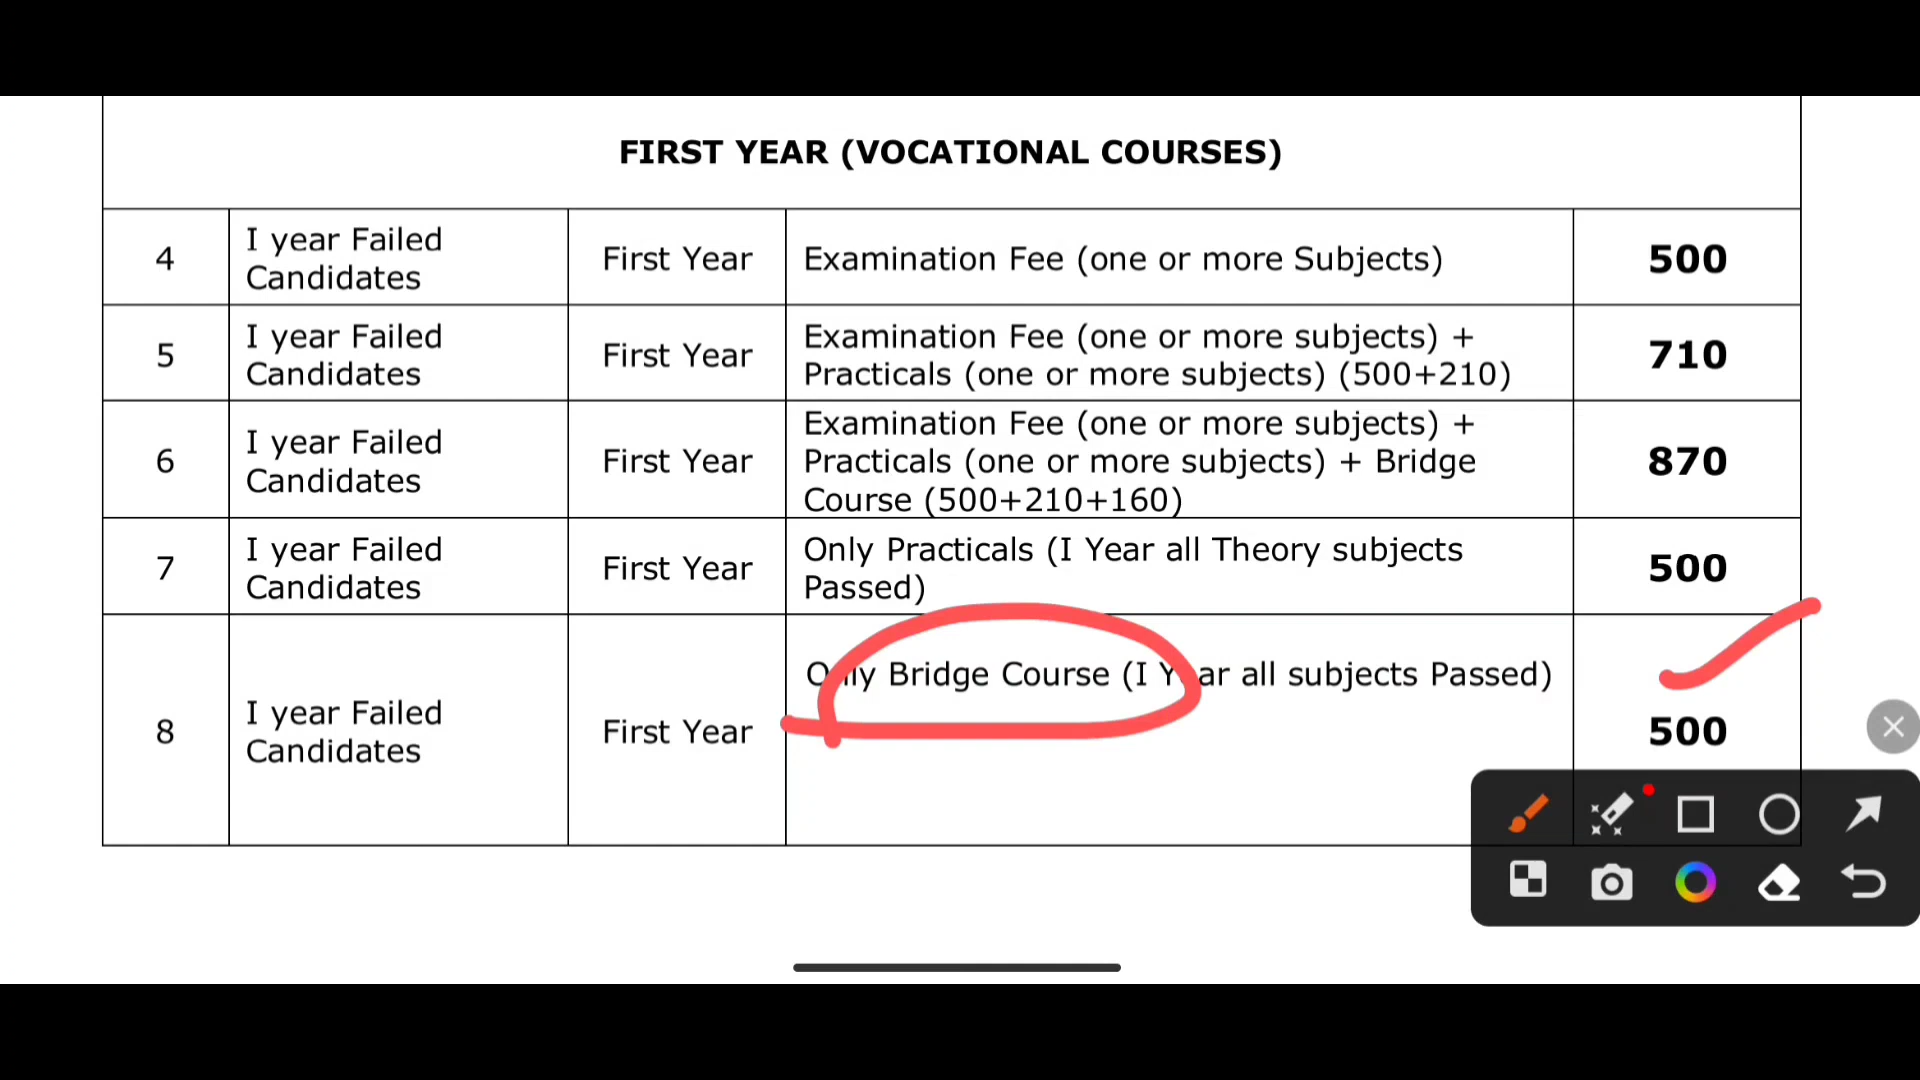 FIRST YEAR (VOCATIONAL COURSES)
4
I year Failed
Candidates
First Year
Examination Fee (one or more Subjects)
500
5
I year Failed
Candidates
First Year
Examination Fee (one or more subjects) +
Practicals (one or more subjects) (500+210)
710
6
I year Failed
Candidates
First Year
Examination Fee (one or more subjects) +
Practicals (one or more subjects) + Bridge
Course (500+210+160)
870
7
I year Failed
Candidates
First Year
Only Practicals (I Year all Theory subjects
Passed)
500
8
I year Failed
Candidates
First Year
Only Bridge Course (I Year all subjects Passed)
500